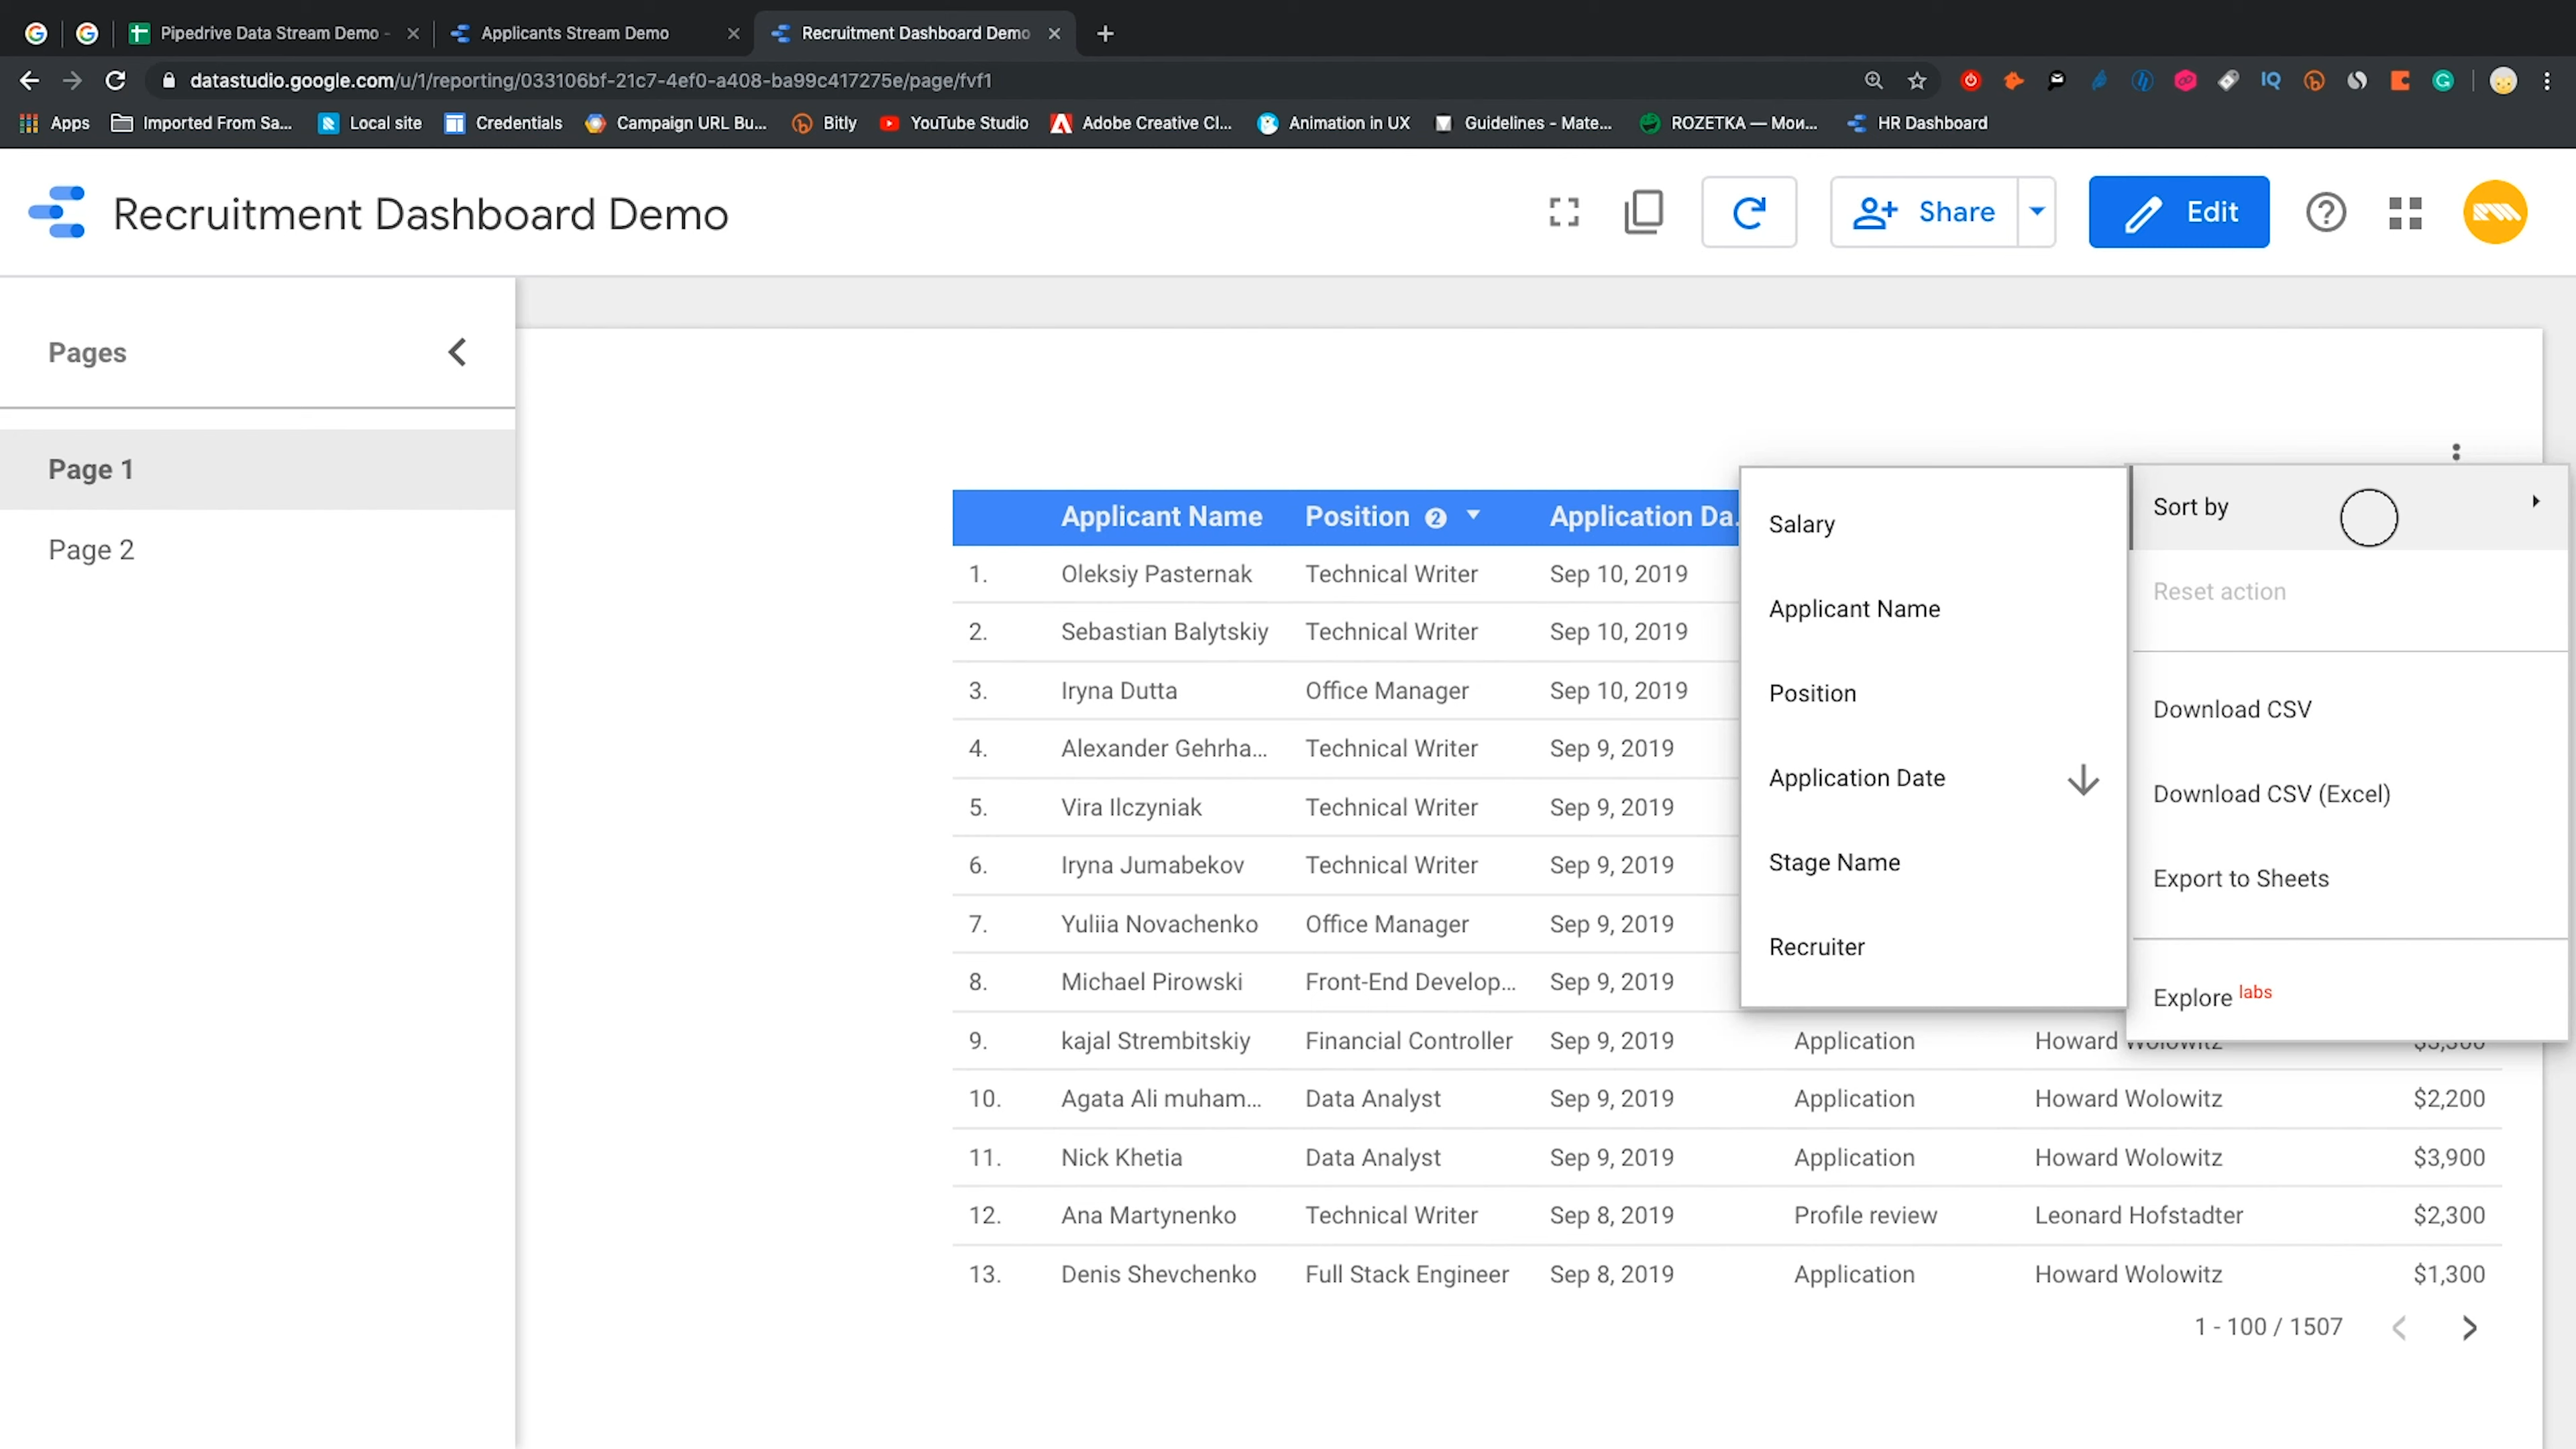 Pipedrive Data Stream Demo -
Applicants Stream Demo
Recruitment Dashboard Demo
datastudio.google.com/u/1/reporting/033106bf-21c7-4ef0-a408-ba99c417275e/page/fvf1
Apps
Imported From Sa...
Local site
Credentials
Campaign URL Bu...
Bitly
YouTube Studio
Adobe Creative Cl...
Animation in UX
Guidelines - Mate...
ROZETKA — Мои...
HR Dashboard
Recruitment Dashboard Demo
Share
Edit
Pages
Page 1
Page 2
Applicant Name Position 2 Application Da.
1. Oleksiy Pasternak Technical Writer Sep 10, 2019
2. Sebastian Balytskiy Technical Writer Sep 10, 2019
3. Iryna Dutta Office Manager Sep 10, 2019
4. Alexander Gehrha... Technical Writer Sep 9, 2019
5. Vira Ilczyniak Technical Writer Sep 9, 2019
6. Iryna Jumabekov Technical Writer Sep 9, 2019
7. Yuliia Novachenko Office Manager Sep 9, 2019
8. Michael Pirowski Front-End Develop... Sep 9, 2019
9. kajal Strembitskiy Financial Controller Sep 9, 2019 Application Howard Wolowitz
10. Agata Ali muham... Data Analyst Sep 9, 2019 Application Howard Wolowitz $2,200
11. Nick Khetia Data Analyst Sep 9, 2019 Application Howard Wolowitz $3,900
12. Ana Martynenko Technical Writer Sep 8, 2019 Profile review Leonard Hofstadter $2,300
13. Denis Shevchenko Full Stack Engineer Sep 8, 2019 Application Howard Wolowitz $1,300
1 - 100 / 1507
Salary
Applicant Name
Position
Application Date
Stage Name
Recruiter
Sort by
Reset action
Download CSV
Download CSV (Excel)
Export to Sheets
Explore labs